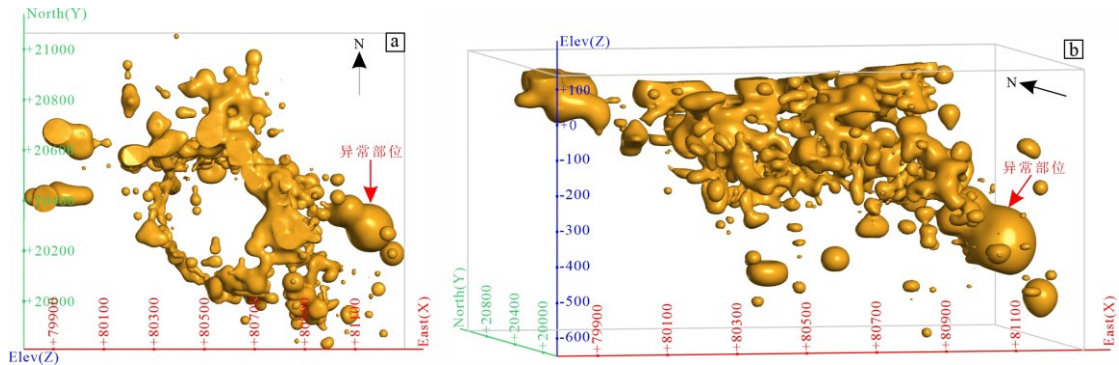 North(Y)
a
N
+21000
+20800
+20600
异常部位
+20400
+20200
+20000
+79900
+80100
+80300
+80500
+80700
+81100
East(X)
Elev(Z)
Elev(Z)
b
N
+100
+0
-100
异常部位
-200
-300
-400
-500
-600
North(Y)
+20800
+20400
+20000
+79900
+80100
+80300
+80500
+80700
+80900
+81100
East(X)